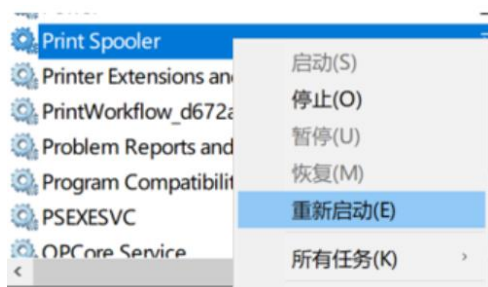 Print Spooler
Printer Extensions an
PrintWorkflow_d672a
Problem Reports and
Program Compatibilit
PSEXESVC
QPCore Service
启动(S)
停止(O)
暂停(U)
恢复(M)
重新启动(E)
所有任务(K)